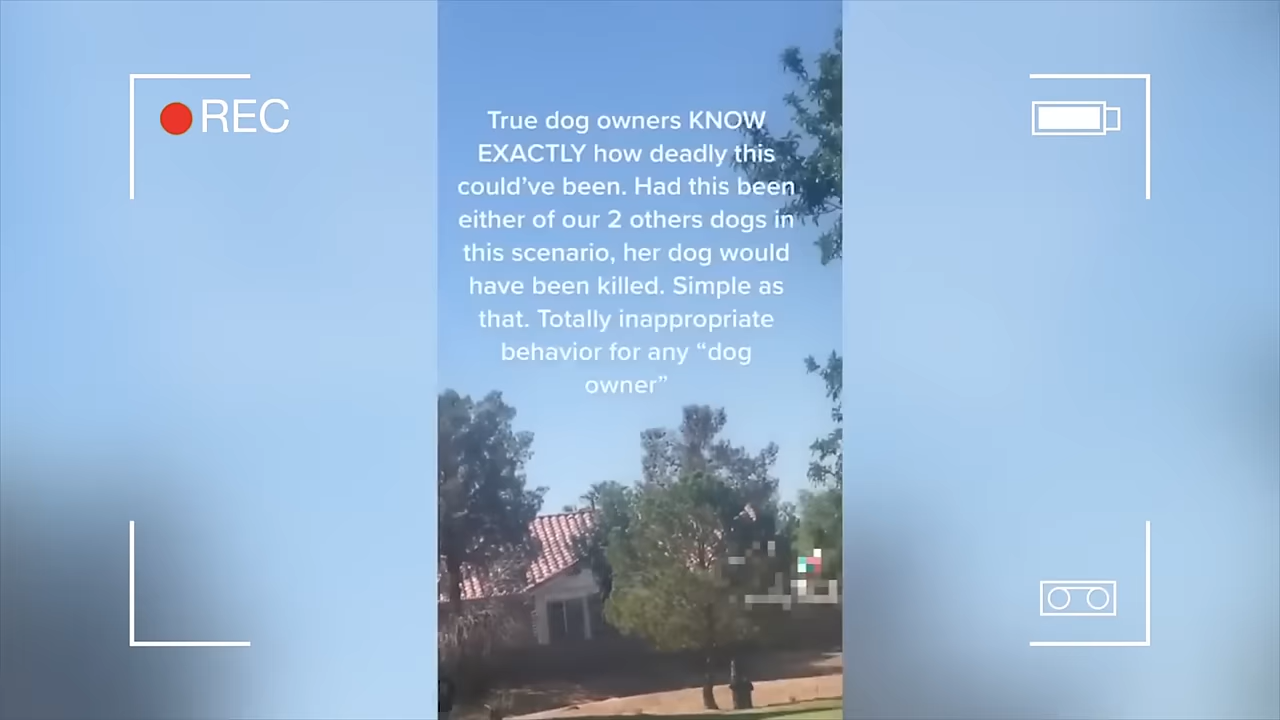 REC
True dog owners KNOW
EXACTLY how deadly this
could’ve been. Had this been
either of our 2 others dogs in
this scenario, her dog would
have been killed. Simple as
that. Totally inappropriate
behavior for any “dog
owner”